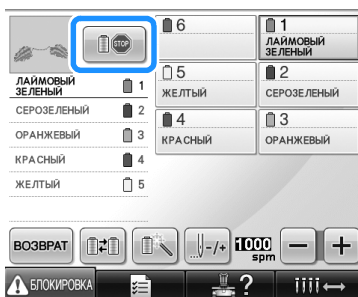 STOP
ЛАЙМОВЫЙ
ЗЕЛЕНЫЙ 1
СЕРОЗЕЛЕНЫЙ 2
ОРАНЖЕВЫЙ 3
КРАСНЫЙ 4
ЖЕЛТЫЙ 5
6
1
ЛАЙМОВЫЙ
ЗЕЛЕНЫЙ
5
ЖЕЛТЫЙ
2
СЕРОЗЕЛЕНЫЙ
4
КРАСНЫЙ
3
ОРАНЖЕВЫЙ
ВОЗВРАТ
-/+
1000
spm
- +
БЛОКИРОВКА
?